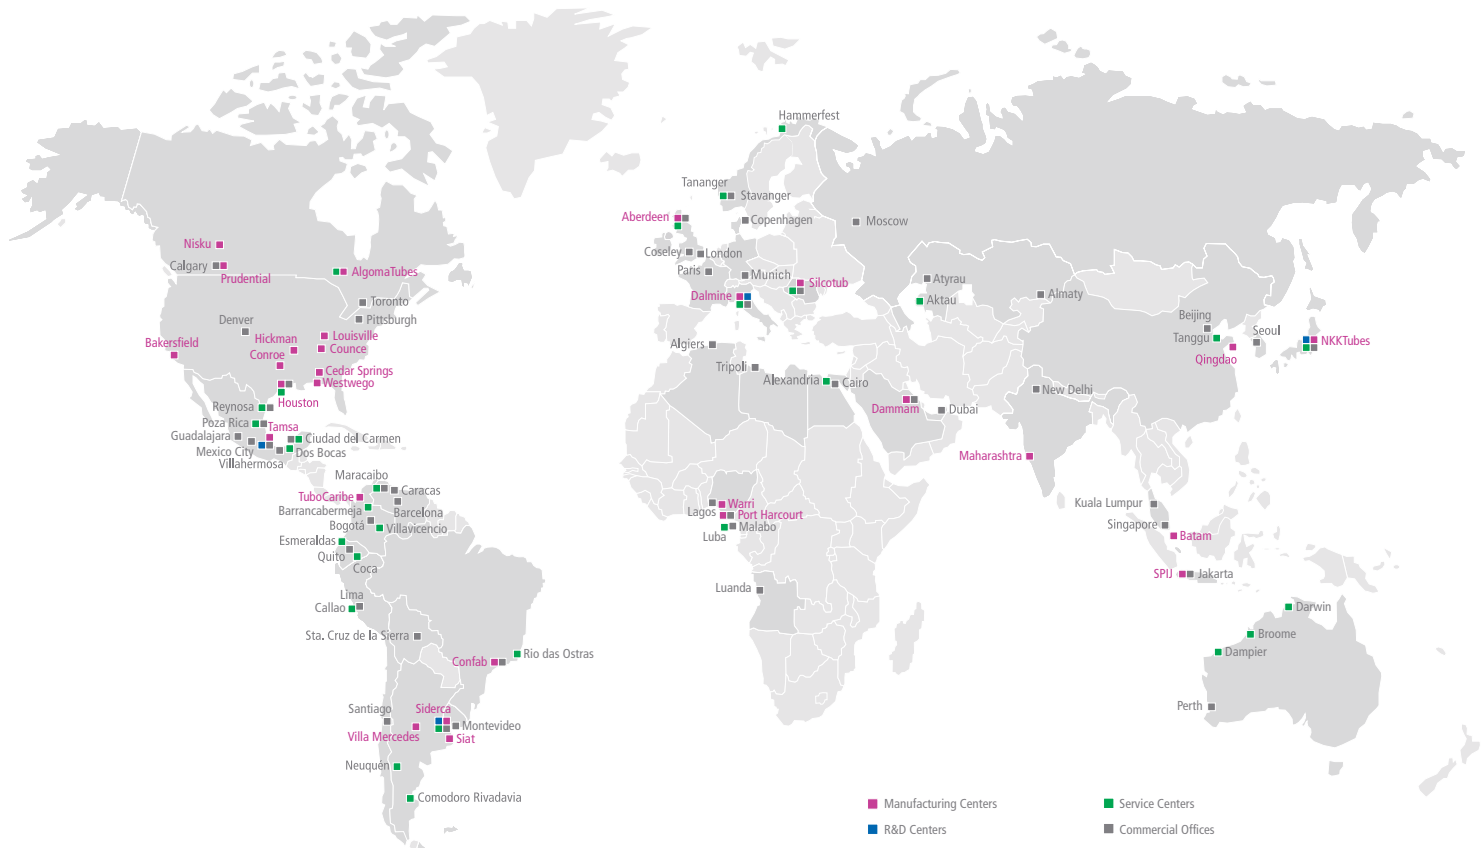 Hammerfest
Tananger
Stavanger
Aberdeen
Copenhagen
Moscow
Nisku
Coseley
London
Calgary
Prudential
AlgomaTubes
Paris
Munich
Silcotub
Atyrau
Aktau
Almaty
Dalmine
Toronto
Pittsburgh
Denver
Hickman
Louisville
Bakersfield
Conroe
Counce
Cedar Springs
Westwego
Houston
Beijing
Tanggu
Seoul
NKKTubes
Qingdao
Algiers
Tripoli
Alexandria
Cairo
New Delhi
Reynosa
Poza Rica
Tamsa
Guadalajara
Ciudad del Carmen
Mexico City
Dos Bocas
Villahermosa
Dammam
Dubai
Maharashtra
Maracaibo
TuboCaribe
Caracas
Barrancabermeja
Barcelona
Bogotá
Villavicencio
Esmeraldas
Quito
Coca
Lagos
Warri
Port Harcourt
Luba
Malabo
Kuala Lumpur
Singapore
Batam
SPIJ
Jakarta
Lima
Callao
Luanda
Darwin
Broome
Dampier
Sta. Cruz de la Sierra
Confab
Rio das Ostras
Santiago
Siderca
Montevideo
Villa Mercedes
Siat
Perth
Neuquén
Comodoro Rivadavia
Manufacturing Centers
Service Centers
R&D Centers
Commercial Offices